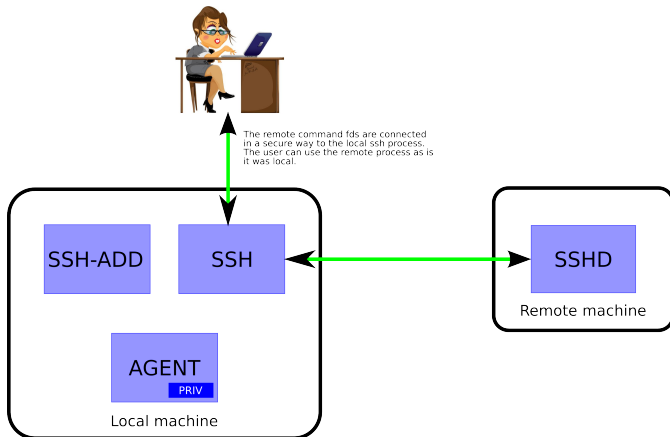 The remote command fds are connected
in a secure way to the local ssh process.
The user can use the remote process as is
it was local.
SSH-ADD
SSH
SSHD
Remote machine
AGENT
PRIV
Local machine